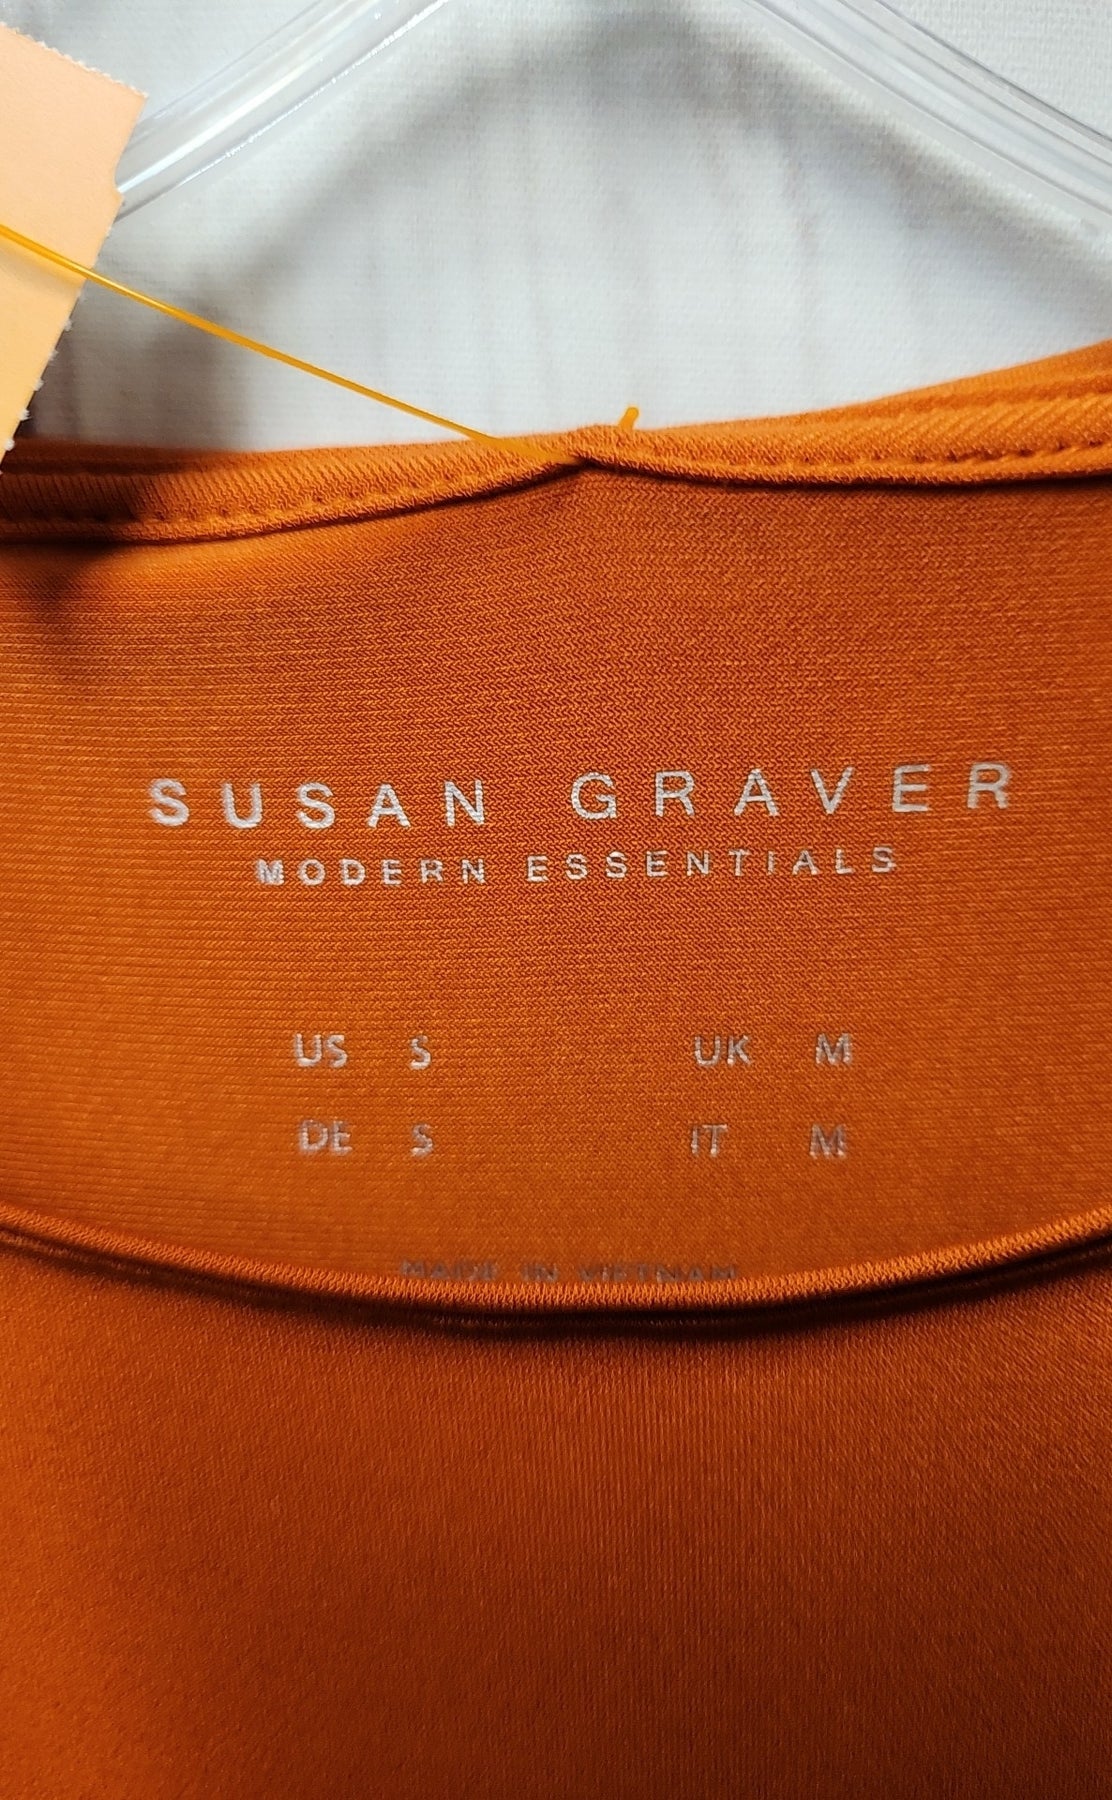 SUSAN GRAVER
MODERN ESSENTIALS
US S UK M
DE S IT M
MADE IN VIETNAM